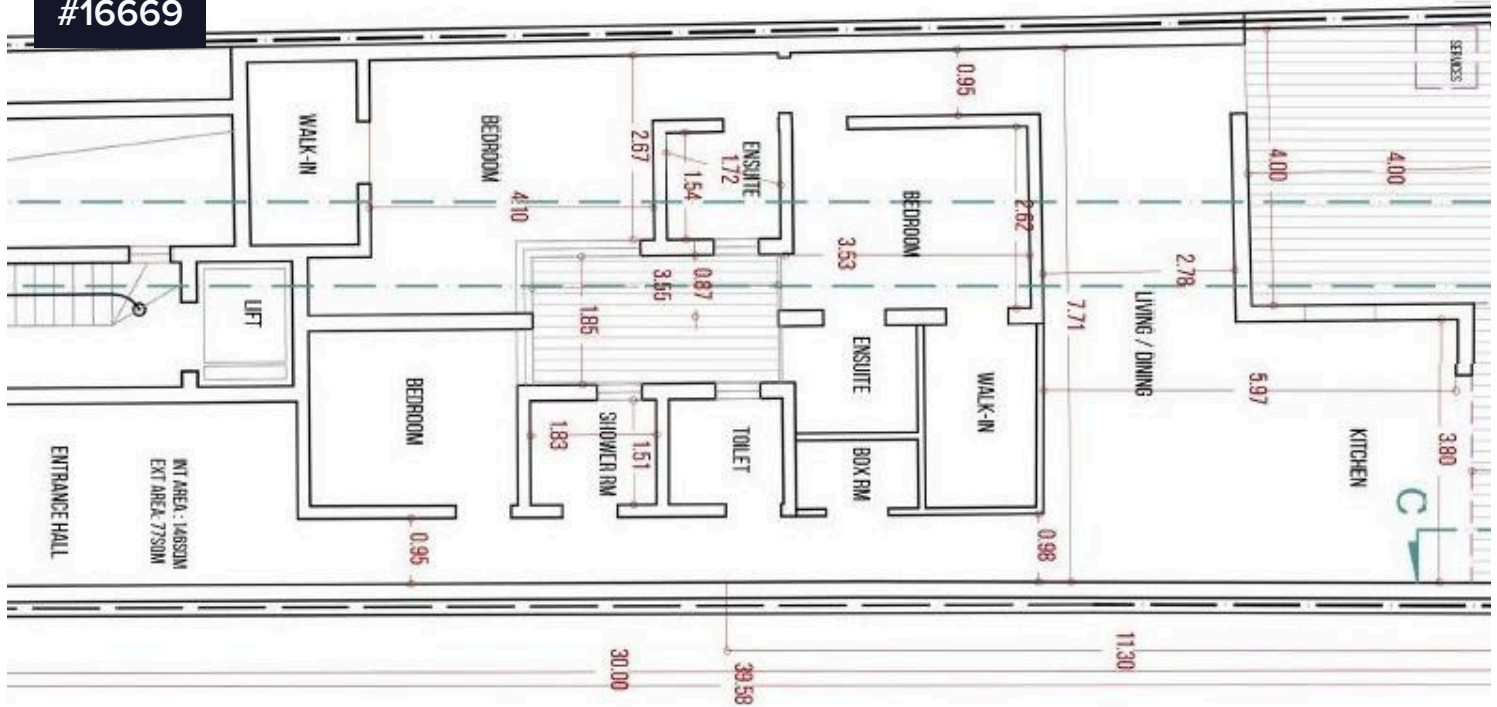 #16669
SERVICES
WALK-IN
BEDROOM
2.67
ENSUITE
1.72
1.54
0.95
4.00
4.00
4.10
BEDROOM
2.62
3.53
2.78
LIFT
3.55
0.87
1.85
7.71
LIVING / DINING
BEDROOM
ENSUITE
WALK-IN
5.97
KITCHEN
3.80
SHOWER RM
1.83
1.51
TOILET
BOX RM
C
ENTRANCE HALL
INT AREA : 146SQM
EXT AREA: 77SQM
0.95
0.98
11.30
30.00
39.58